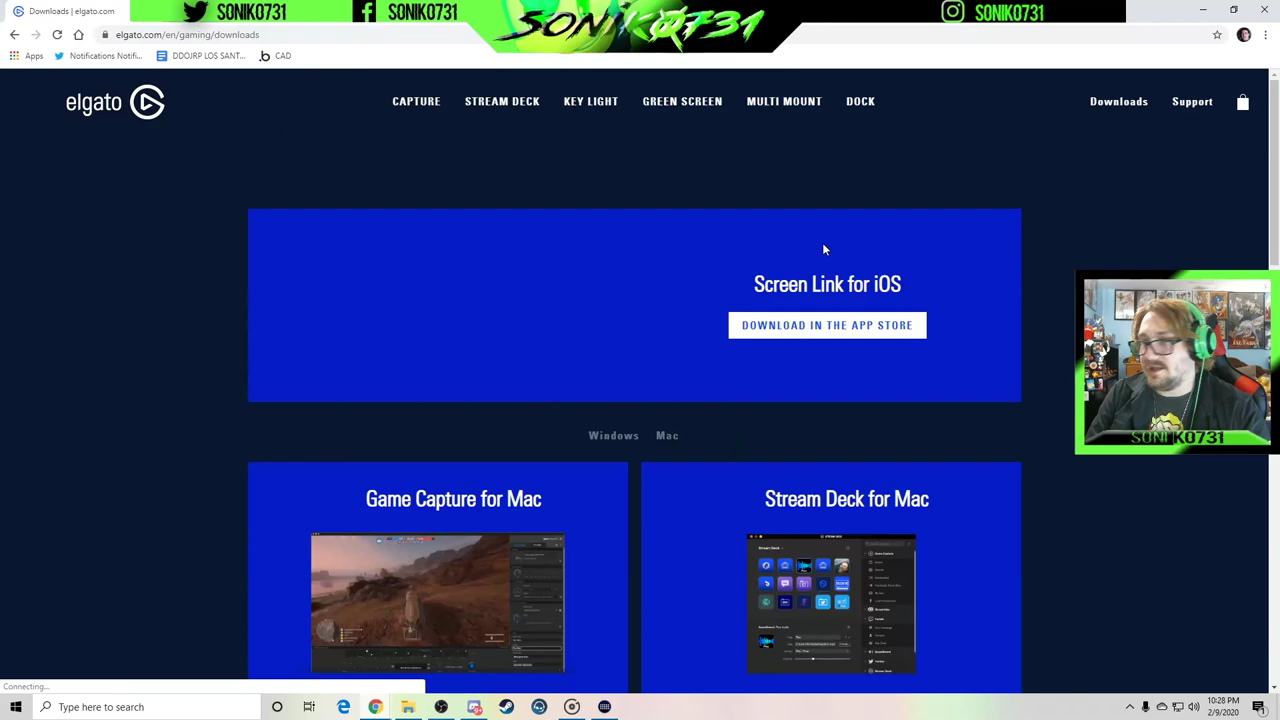 Downloads | elgato.com
SONIK0731
SONIK0731
SONIK0731
SONIK0731
elgato.com/en/gaming/downloads
Apps
Notifications Notifi...
DDOJRP LOS SANT...
CAD
elgato
CAPTURE
STREAM DECK
KEY LIGHT
GREEN SCREEN
MULTI MOUNT
DOCK
Downloads
Support
Screen Link for iOS
DOWNLOAD IN THE APP STORE
Windows
Mac
SONIK0731
Game Capture for Mac
Stream Deck for Mac
Connecting...
Type here to search
10:28 PM
2/9/2020